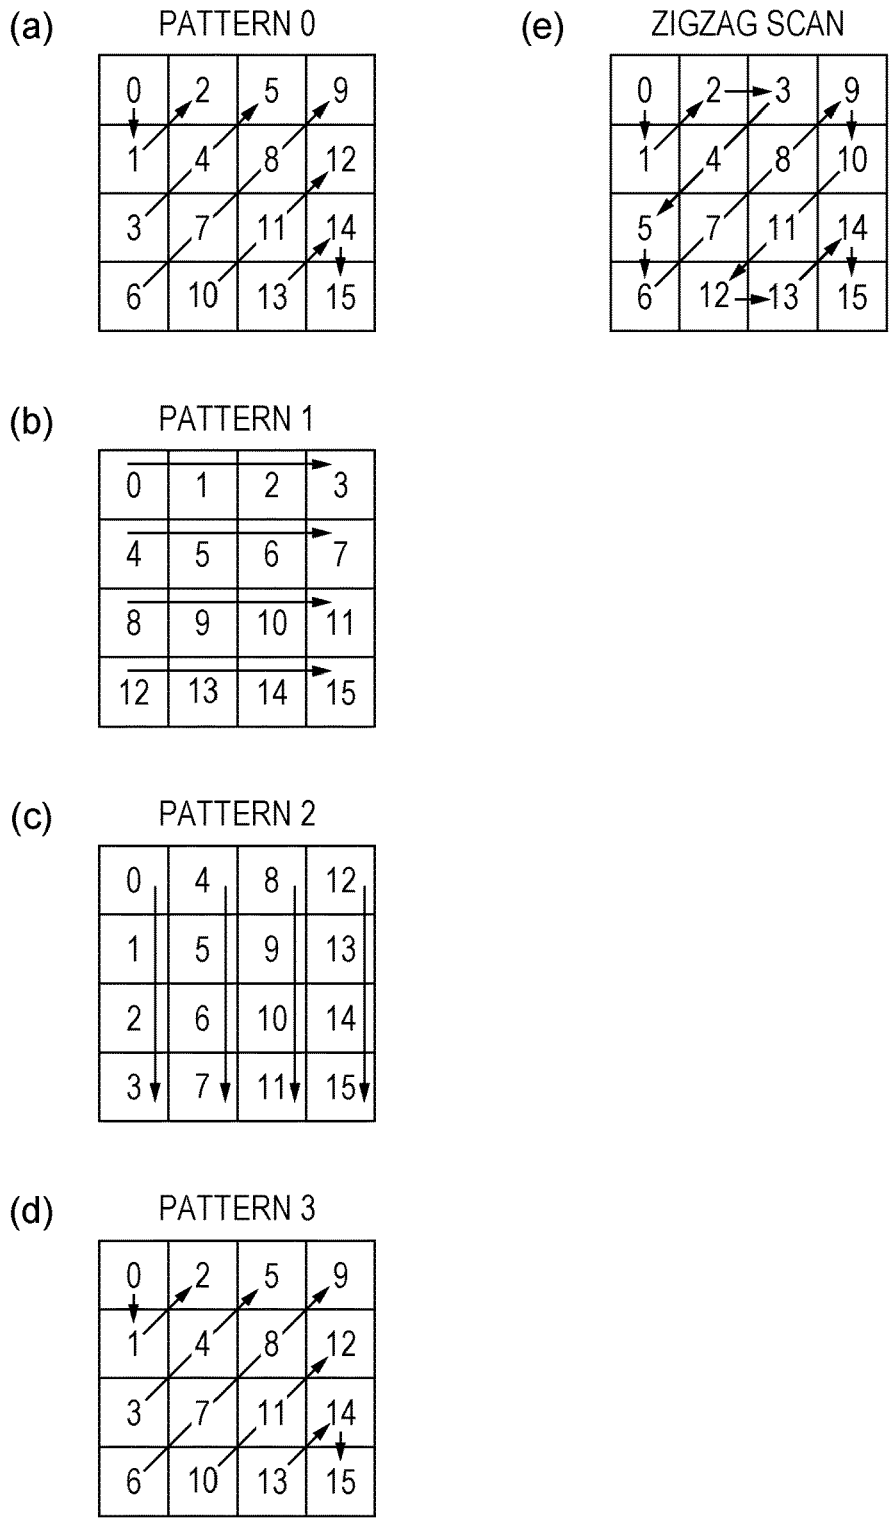 (a) PATTERN 0
0 2 5 9
1 4 8 12
3 7 11 14
6 10 13 15
(e) ZIGZAG SCAN
0 2 3 9
1 4 8 10
5 7 11 14
6 12 13 15
(b) PATTERN 1
0 1 2 3
4 5 6 7
8 9 10 11
12 13 14 15
(c) PATTERN 2
0 4 8 12
1 5 9 13
2 6 10 14
3 7 11 15
(d) PATTERN 3
0 2 5 9
1 4 8 12
3 7 11 14
6 10 13 15